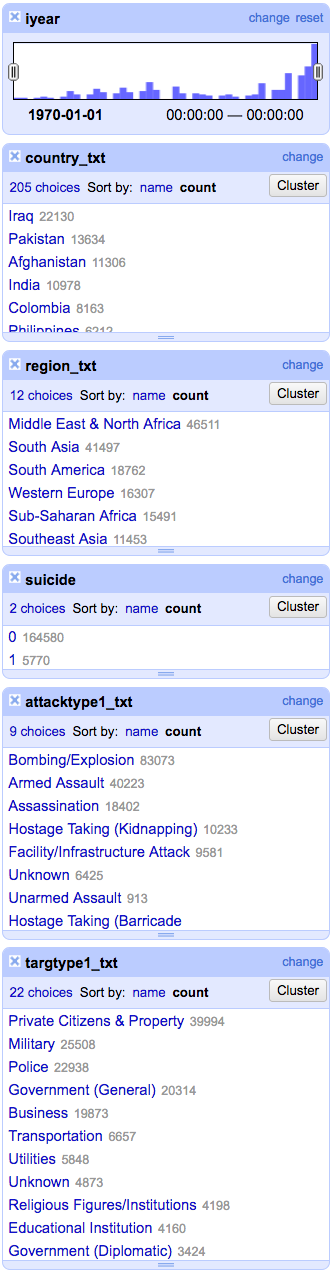 iyear change reset
1970-01-01 00:00:00 — 00:00:00
country_txt change
205 choices Sort by: name count Cluster
Iraq 22130
Pakistan 13634
Afghanistan 11306
India 10978
Colombia 8163
Philippines 6212
region_txt change
12 choices Sort by: name count Cluster
Middle East & North Africa 46511
South Asia 41497
South America 18762
Western Europe 16307
Sub-Saharan Africa 15491
Southeast Asia 11453
suicide change
2 choices Sort by: name count Cluster
0 164580
1 5770
attacktype1_txt change
9 choices Sort by: name count Cluster
Bombing/Explosion 83073
Armed Assault 40223
Assassination 18402
Hostage Taking (Kidnapping) 10233
Facility/Infrastructure Attack 9581
Unknown 6425
Unarmed Assault 913
Hostage Taking (Barricade
targtype1_txt change
22 choices Sort by: name count Cluster
Private Citizens & Property 39994
Military 25508
Police 22938
Government (General) 20314
Business 19873
Transportation 6657
Utilities 5848
Unknown 4873
Religious Figures/Institutions 4198
Educational Institution 4160
Government (Diplomatic) 3424